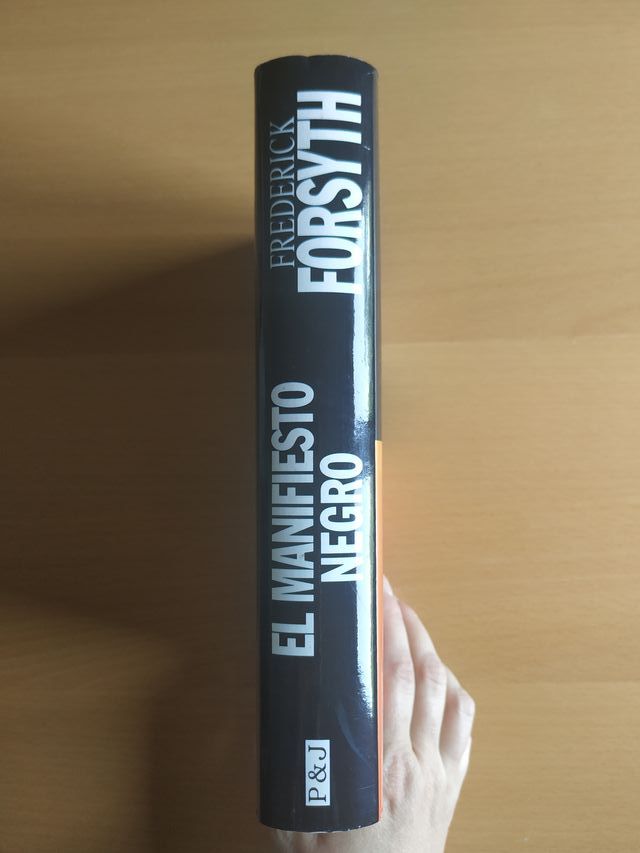 FREDERICK
FORSYTH
EL MANIFIESTO
NEGRO
P&J